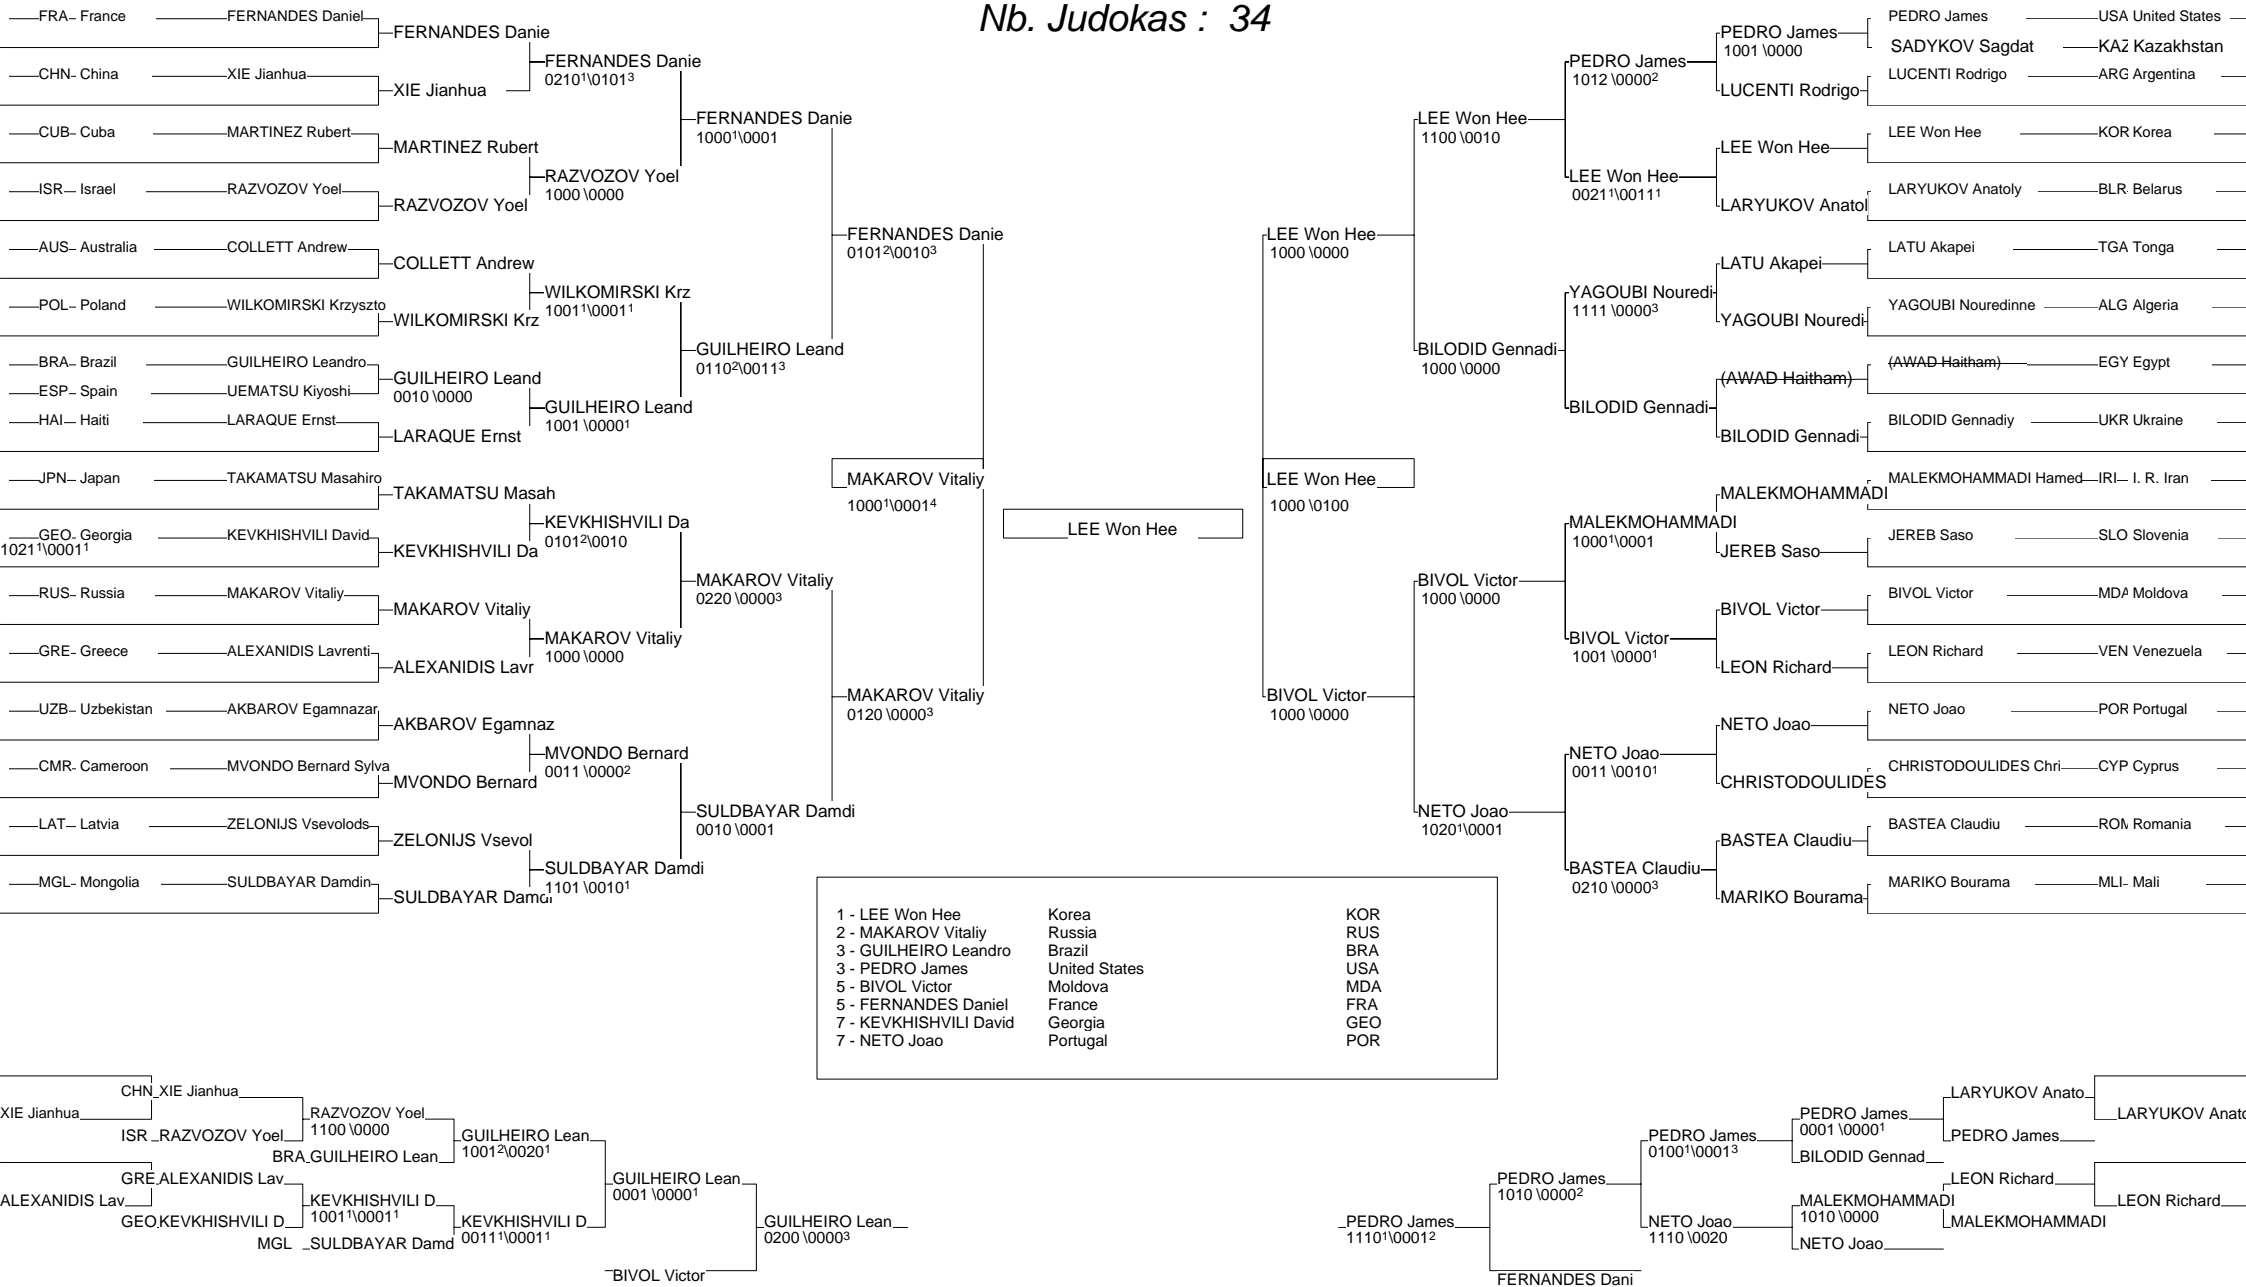 Nb. Judokas : 34
FRA France FERNANDES Daniel
CHN China XIE Jianhua
CUB Cuba MARTINEZ Rubert
ISR Israel RAZVOZOV Yoel
AUS Australia COLLETT Andrew
POL Poland WILKOMIRSKI Krzyszto
BRA Brazil GUILHEIRO Leandro
ESP Spain UEMATSU Kiyoshi
HAI Haiti LARAQUE Ernst
JPN Japan TAKAMATSU Masahiro
GEO Georgia KEVKHISHVILI David
1021¹\0001¹
RUS Russia MAKAROV Vitaliy
GRE Greece ALEXANIDIS Lavrenti
UZB Uzbekistan AKBAROV Egamnazar
CMR Cameroon MVONDO Bernard Sylva
LAT Latvia ZELONIJS Vsevolods
MGL Mongolia SULDBAYAR Damdin
FERNANDES Danie
XIE Jianhua
MARTINEZ Rubert
RAZVOZOV Yoel
COLLETT Andrew
WILKOMIRSKI Krz
GUILHEIRO Leand
0010 \0000
LARAQUE Ernst
TAKAMATSU Masah
KEVKHISHVILI Da
MAKAROV Vitaliy
ALEXANIDIS Lavr
AKBAROV Egamnaz
MVONDO Bernard
ZELONIJS Vsevol
SULDBAYAR Damdi
FERNANDES Danie
0210¹\0101³
RAZVOZOV Yoel
1000 \0000
WILKOMIRSKI Krz
1001¹\0001¹
GUILHEIRO Leand
1001 \0000¹
KEVKHISHVILI Da
0101²\0010
MAKAROV Vitaliy
1000 \0000
MVONDO Bernard
0011 \0000²
SULDBAYAR Damdi
1101 \0010¹
FERNANDES Danie
1000¹\0001
GUILHEIRO Leand
0110²\0011³
MAKAROV Vitaliy
0220 \0000³
SULDBAYAR Damdi
0010 \0001
FERNANDES Danie
0101²\0010³
MAKAROV Vitaliy
0120 \0000³
MAKAROV Vitaliy
1000¹\0001⁴
LEE Won Hee
LEE Won Hee
1000 \0100
LEE Won Hee
1000 \0000
BIVOL Victor
1000 \0000
LEE Won Hee
1100 \0010
BILODID Gennadi
1000 \0000
BIVOL Victor
1000 \0000
NETO Joao
1020¹\0001
PEDRO James
1012 \0000²
LEE Won Hee
0021¹\0011¹
YAGOUBI Nouredi
1111 \0000³
BILODID Gennadi
MALEKMOHAMMADI
1000¹\0001
BIVOL Victor
1001 \0000¹
NETO Joao
0011 \0010¹
BASTEA Claudiu
0210 \0000³
PEDRO James
1001 \0000
LUCENTI Rodrigo
LEE Won Hee
LARYUKOV Anatol
LATU Akapei
YAGOUBI Nouredi
(AWAD Haitham)
BILODID Gennadi
MALEKMOHAMMADI
JEREB Saso
BIVOL Victor
LEON Richard
NETO Joao
CHRISTODOULIDES
BASTEA Claudiu
MARIKO Bourama
PEDRO James USA United States
SADYKOV Sagdat KAZ Kazakhstan
LUCENTI Rodrigo ARG Argentina
LEE Won Hee KOR Korea
LARYUKOV Anatoly BLR Belarus
LATU Akapei TGA Tonga
YAGOUBI Nouredinne ALG Algeria
(AWAD Haitham) EGY Egypt
BILODID Gennadiy UKR Ukraine
MALEKMOHAMMADI Hamed IRI I. R. Iran
JEREB Saso SLO Slovenia
BIVOL Victor MDA Moldova
LEON Richard VEN Venezuela
NETO Joao POR Portugal
CHRISTODOULIDES Chri CYP Cyprus
BASTEA Claudiu ROM Romania
MARIKO Bourama MLI Mali
1 - LEE Won Hee Korea KOR
2 - MAKAROV Vitaliy Russia RUS
3 - GUILHEIRO Leandro Brazil BRA
3 - PEDRO James United States USA
5 - BIVOL Victor Moldova MDA
5 - FERNANDES Daniel France FRA
7 - KEVKHISHVILI David Georgia GEO
7 - NETO Joao Portugal POR
XIE Jianhua
ALEXANIDIS Lav
CHN XIE Jianhua
ISR RAZVOZOV Yoel
GRE ALEXANIDIS Lav
GEO KEVKHISHVILI D
RAZVOZOV Yoel
1100 \0000
BRA GUILHEIRO Lean
KEVKHISHVILI D
1001¹\0001¹
MGL SULDBAYAR Damd
GUILHEIRO Lean
1001²\0020¹
KEVKHISHVILI D
0011¹\0001¹
GUILHEIRO Lean
0001 \0000¹
BIVOL Victor
GUILHEIRO Lean
0200 \0000³
PEDRO James
1110¹\0001²
PEDRO James
1010 \0000²
FERNANDES Dani
PEDRO James
0100¹\0001³
NETO Joao
1110 \0020
PEDRO James
0001 \0000¹
BILODID Gennad
MALEKMOHAMMADI
1010 \0000
NETO Joao
LARYUKOV Anato
PEDRO James
LEON Richard
MALEKMOHAMMADI
LARYUKOV Anato
LEON Richard